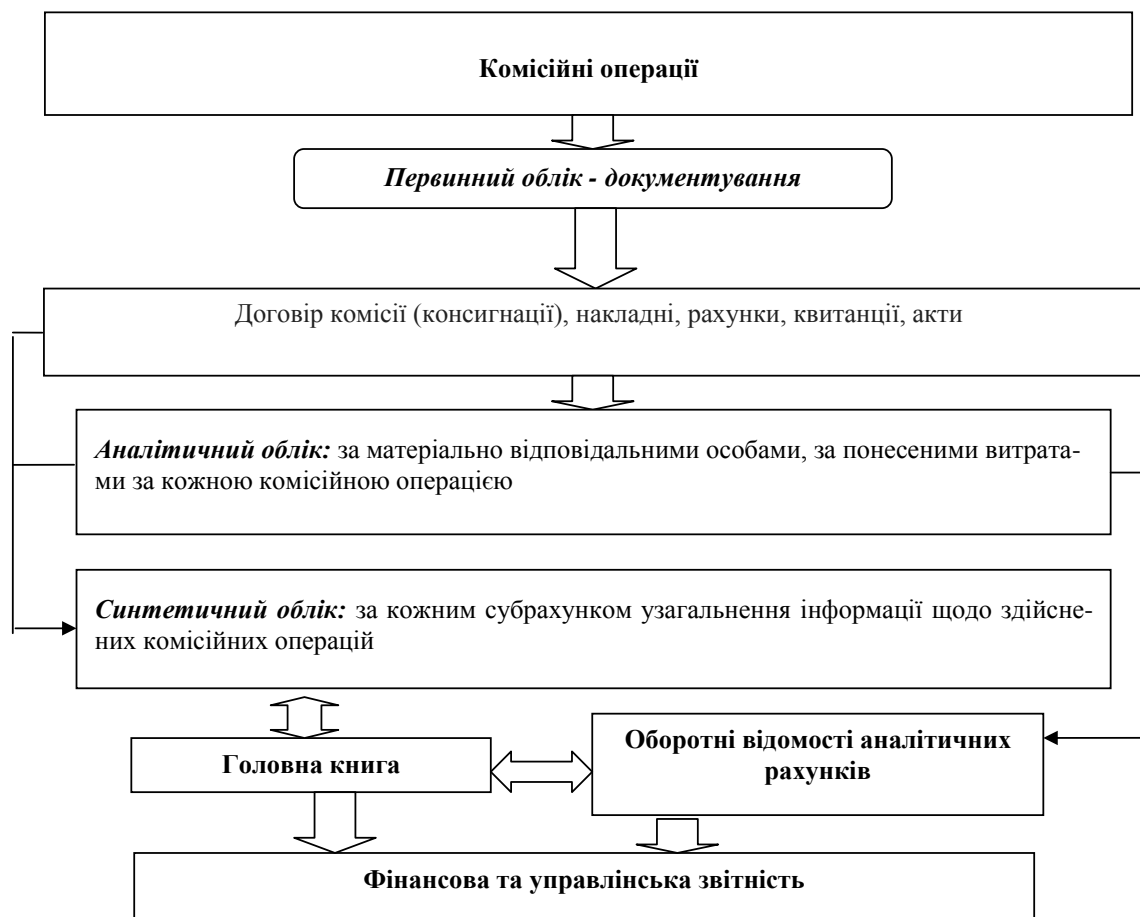 Комісійні операції
Первинний облік - документування
Договір комісії (консигнації), накладні, рахунки, квитанції, акти
Аналітичний облік: за матеріально відповідальними особами, за понесеними витрата-
ми за кожною комісійною операцією
Синтетичний облік: за кожним субрахунком узагальнення інформації щодо здійсне-
них комісійних операцій
Головна книга
Оборотні відомості аналітичних
рахунків
Фінансова та управлінська звітність